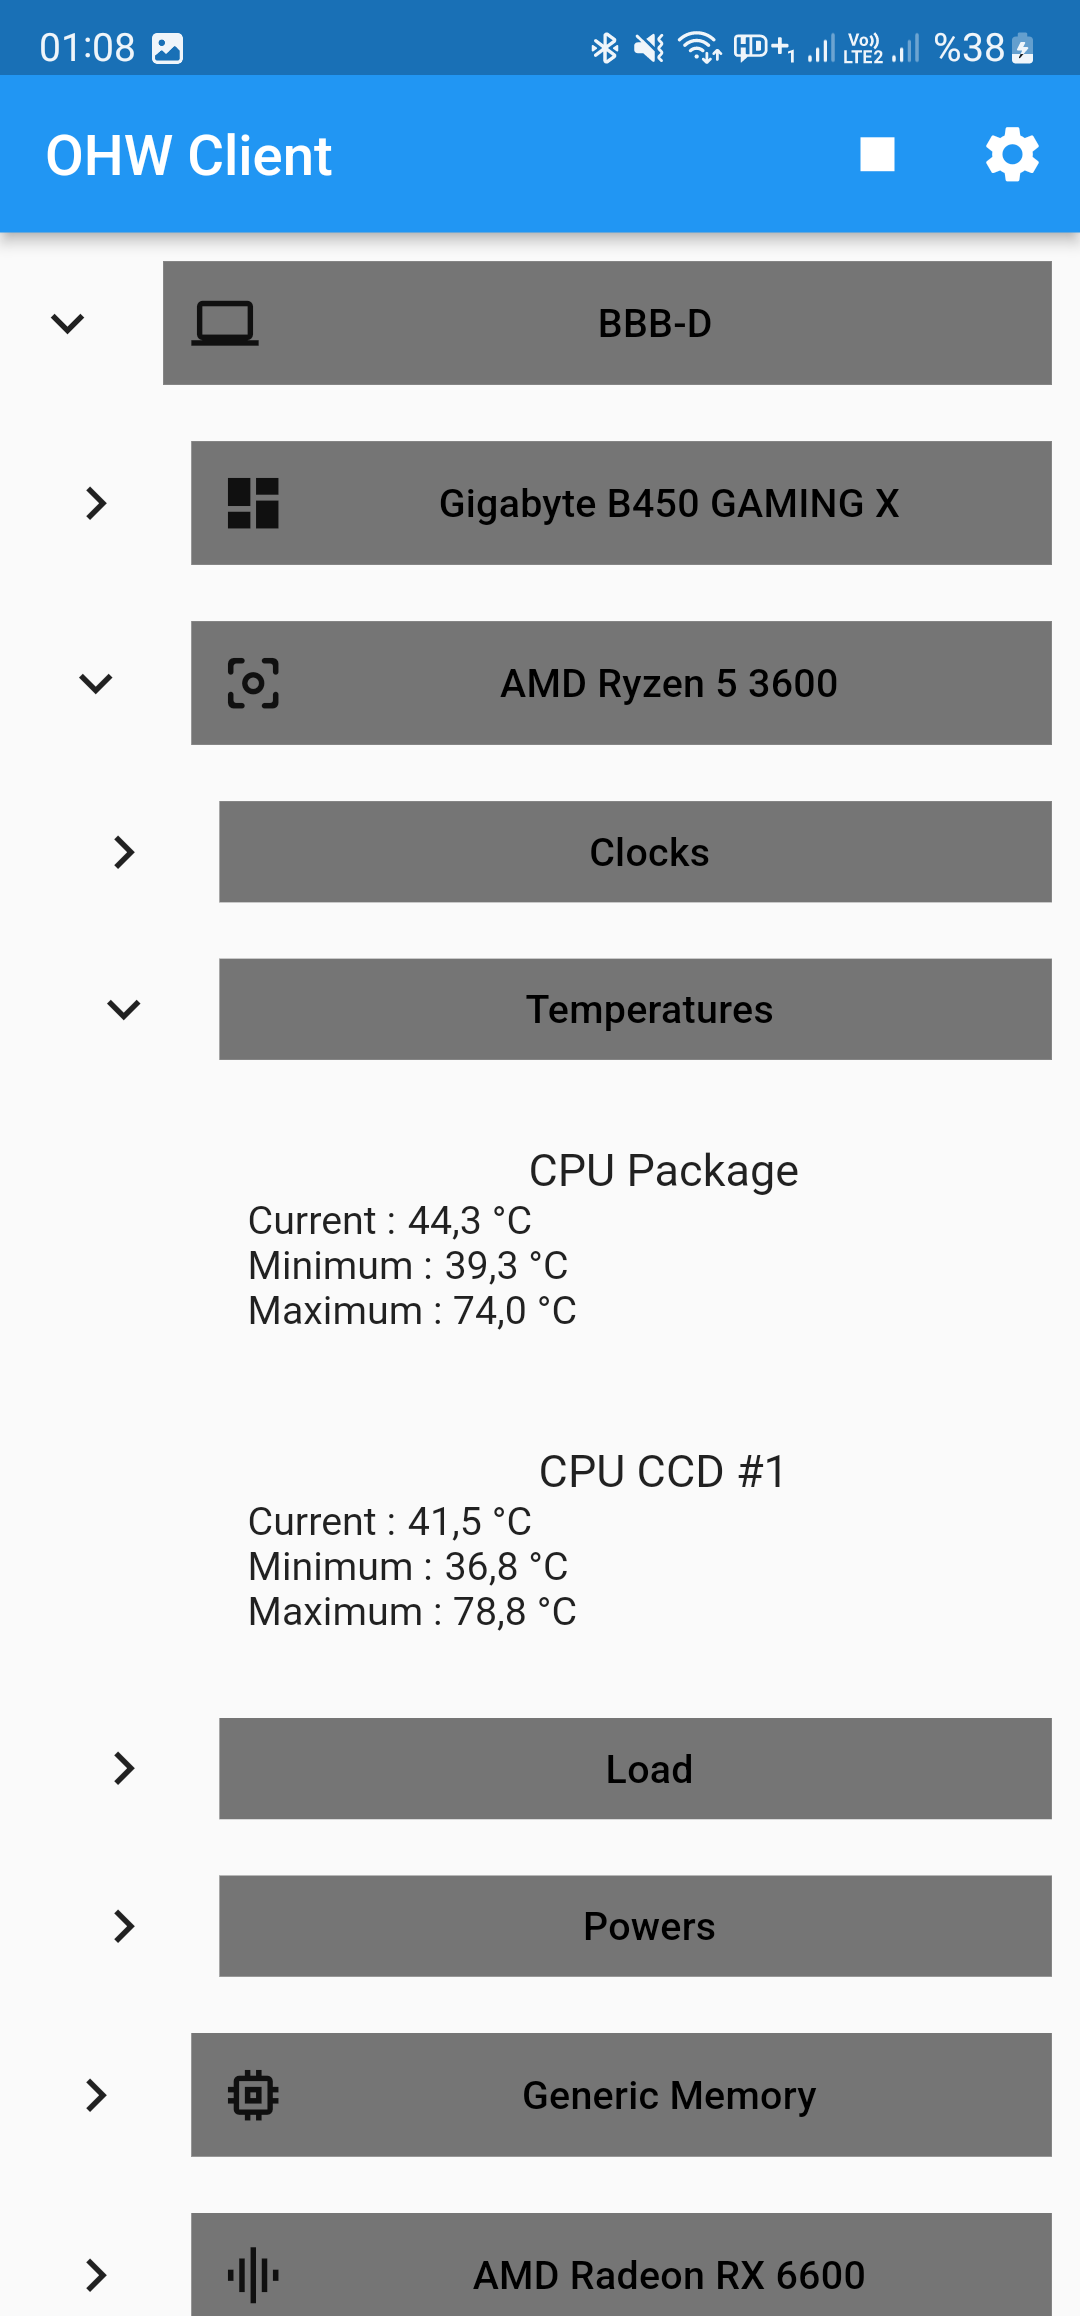 01:08 Vo)) LTE2 %38
OHW Client
BBB-D
Gigabyte B450 GAMING X
AMD Ryzen 5 3600
Clocks
Temperatures
CPU Package
Current : 44,3 °C
Minimum : 39,3 °C
Maximum : 74,0 °C
CPU CCD #1
Current : 41,5 °C
Minimum : 36,8 °C
Maximum : 78,8 °C
Load
Powers
Generic Memory
AMD Radeon RX 6600